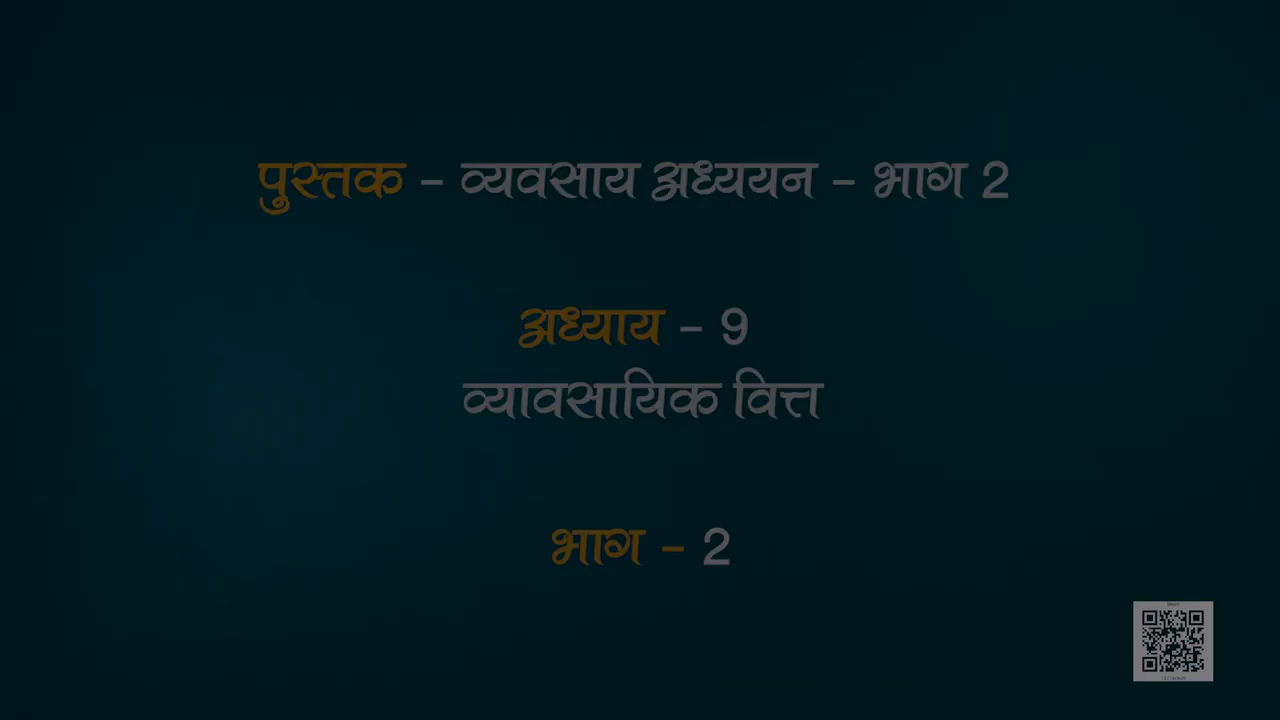 पुस्तक – व्यवसाय अध्ययन – भाग 2
अध्याय – 9
व्यावसायिक वित्त
भाग – 2